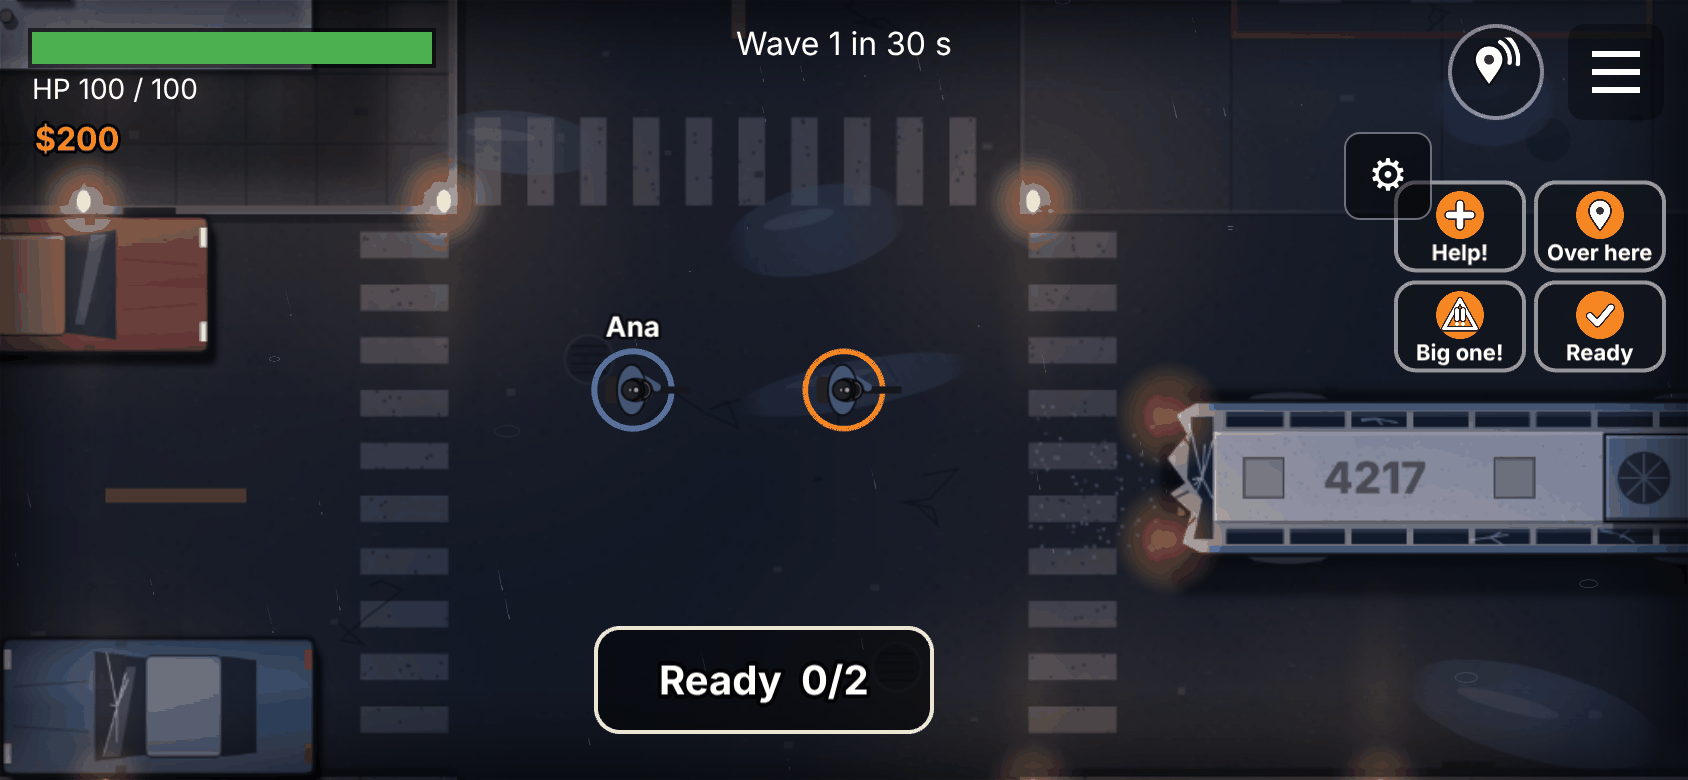 Wave 1 in 30 s
HP 100 / 100
$200
Help!
Over here
Big one!
Ready
Ana
4217
Ready 0/2